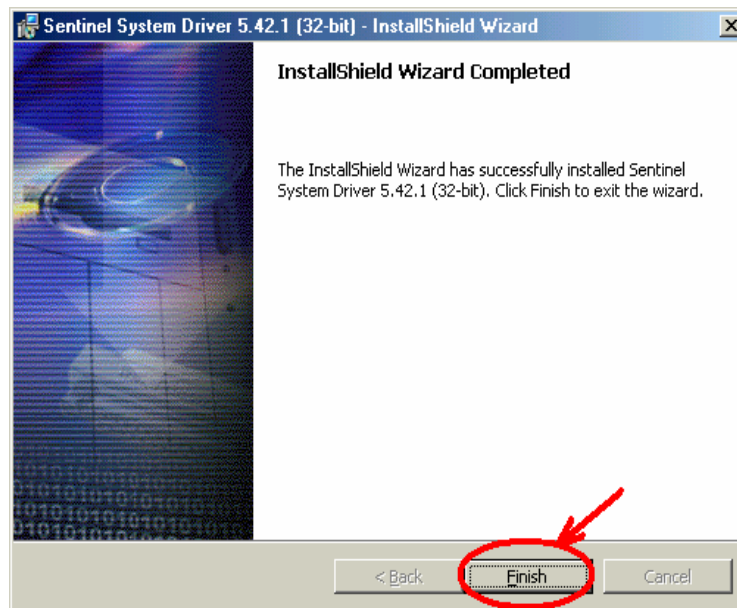 Sentinel System Driver 5.42.1 (32-bit) - InstallShield Wizard
InstallShield Wizard Completed
The InstallShield Wizard has successfully installed Sentinel
System Driver 5.42.1 (32-bit). Click Finish to exit the wizard.
< Back
Finish
Cancel